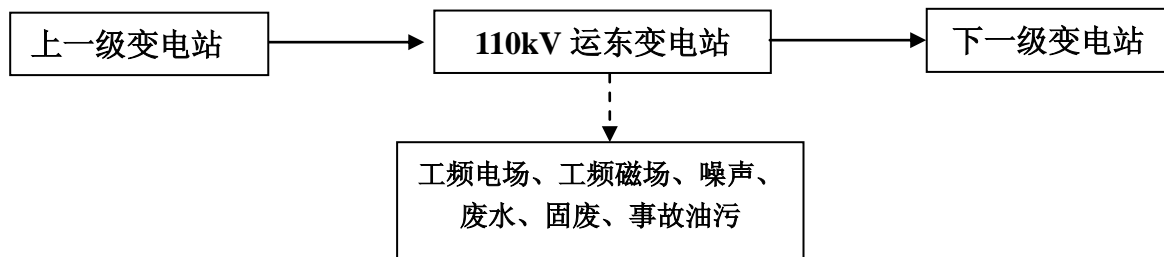 上一级变电站
110kV 运东变电站
下一级变电站
工频电场、工频磁场、噪声、
废水、固废、事故油污